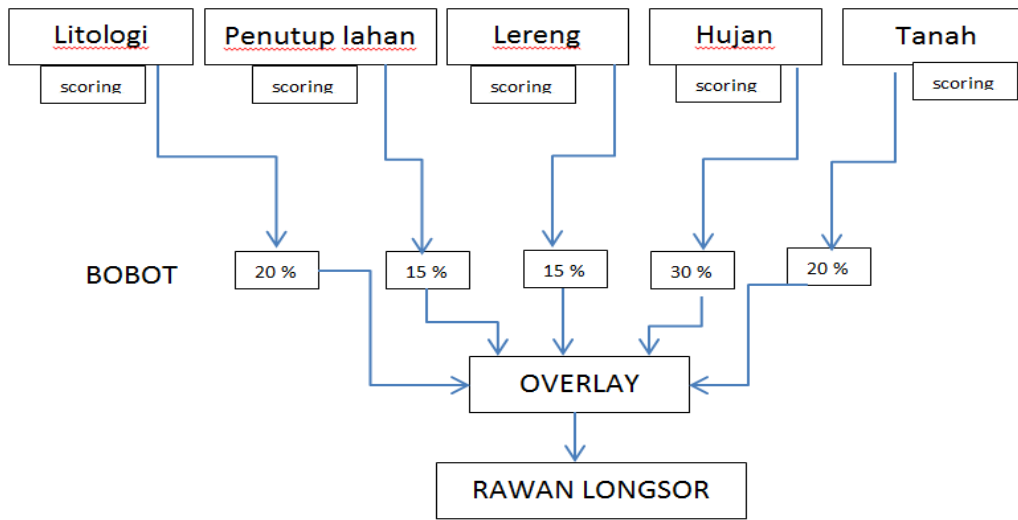 Litologi
Penutup lahan
Lereng
Hujan
Tanah
scoring
scoring
scoring
scoring
scoring
BOBOT
20 %
15 %
15 %
30 %
20 %
OVERLAY
RAWAN LONGSOR